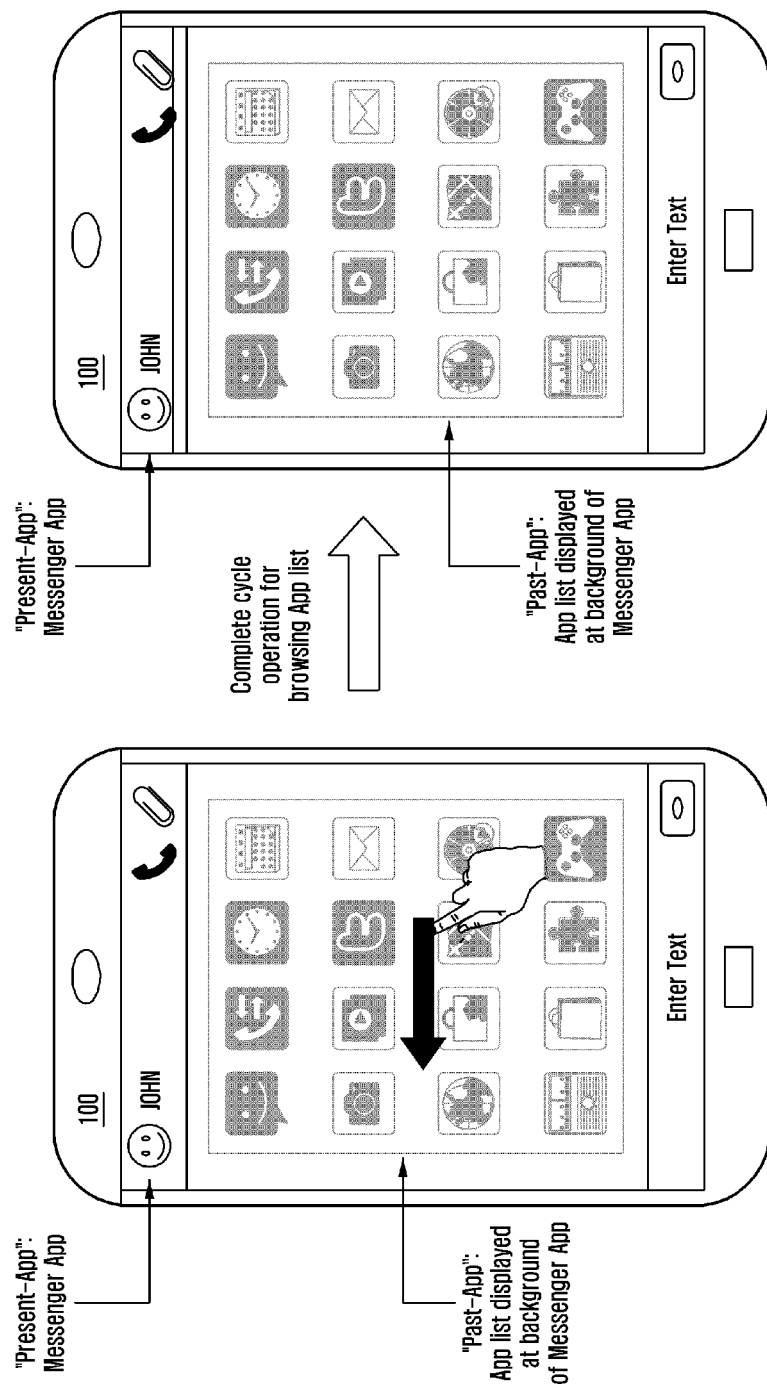 "Present-App":
Messenger App
100
JOHN
"Past-App":
App list displayed
at background
of Messenger App
Enter Text
Complete cycle
operation for
browsing App list
"Present-App":
Messenger App
100
JOHN
"Past-App":
App list displayed
at background of
Messenger App
Enter Text